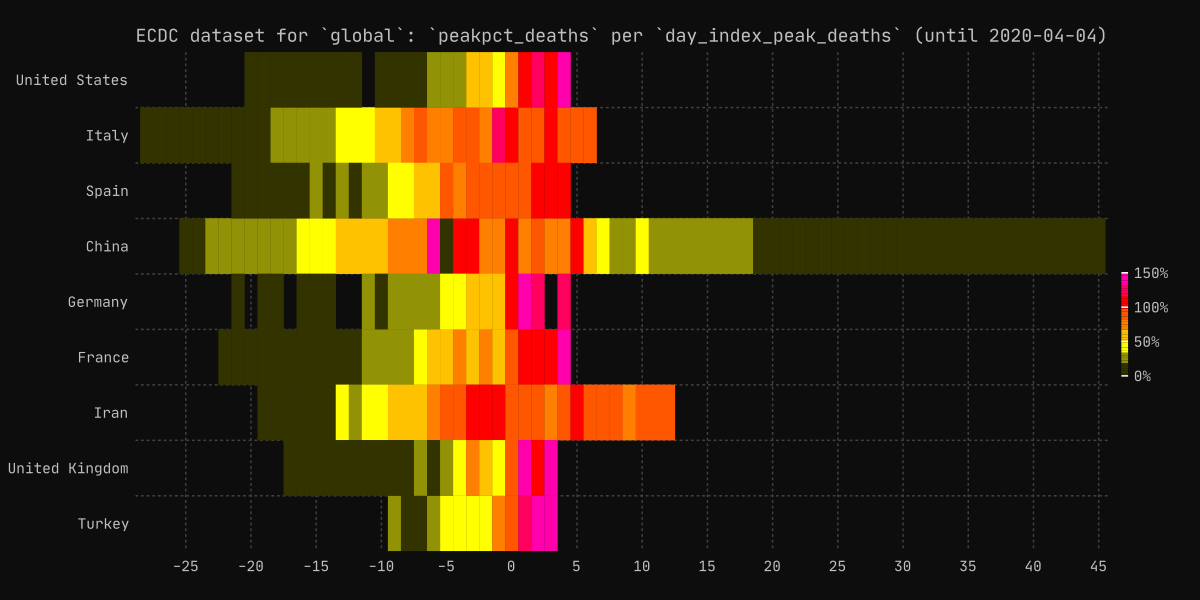 ECDC dataset for `global`: `peakpct_deaths` per `day_index_peak_deaths` (until 2020-04-04)
United States
Italy
Spain
China
Germany
France
Iran
United Kingdom
Turkey
150%
100%
50%
0%
-25 -20 -15 -10 -5 0 5 10 15 20 25 30 35 40 45